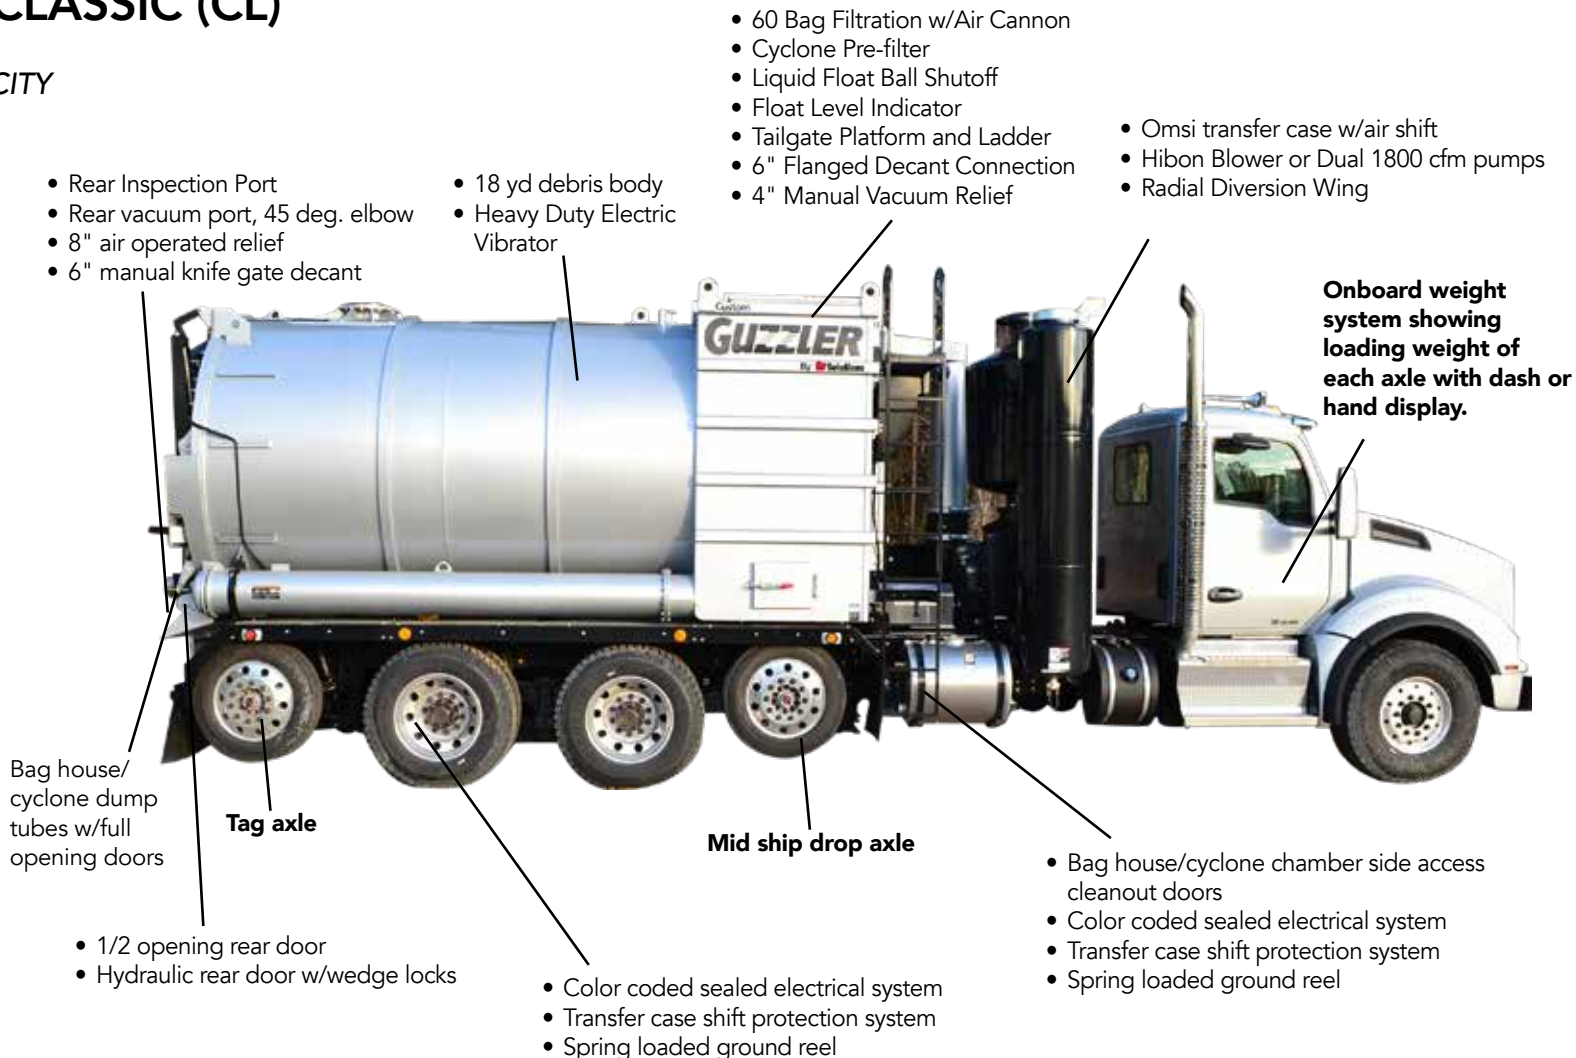 CLASSIC (CL)
CITY
• 60 Bag Filtration w/Air Cannon
• Cyclone Pre-filter
• Liquid Float Ball Shutoff
• Float Level Indicator
• Tailgate Platform and Ladder
• 6" Flanged Decant Connection
• 4" Manual Vacuum Relief
• Omsi transfer case w/air shift
• Hibon Blower or Dual 1800 cfm pumps
• Radial Diversion Wing
• Rear Inspection Port
• Rear vacuum port, 45 deg. elbow
• 8" air operated relief
• 6" manual knife gate decant
• 18 yd debris body
• Heavy Duty Electric
Vibrator
Onboard weight
system showing
loading weight of
each axle with dash or
hand display.
Custom
GUZZLER
By Solutions
Bag house/
cyclone dump
tubes w/full
opening doors
Tag axle
Mid ship drop axle
• 1/2 opening rear door
• Hydraulic rear door w/wedge locks
• Color coded sealed electrical system
• Transfer case shift protection system
• Spring loaded ground reel
• Bag house/cyclone chamber side access
cleanout doors
• Color coded sealed electrical system
• Transfer case shift protection system
• Spring loaded ground reel